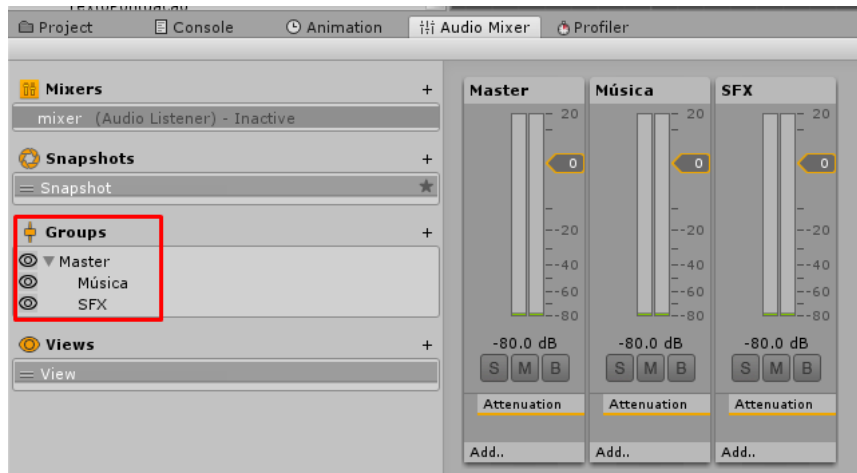 TextoPontuacao
Project Console Animation Audio Mixer Profiler
Mixers +
mixer (Audio Listener) - Inactive
Snapshots +
Snapshot
Groups +
Master
Música
SFX
Views +
View
Master
20
0
--20
--40
--60
--80
-80.0 dB
S M B
Attenuation
Add..
Música
20
0
--20
--40
--60
--80
-80.0 dB
S M B
Attenuation
Add..
SFX
20
0
--20
--40
--60
--80
-80.0 dB
S M B
Attenuation
Add..